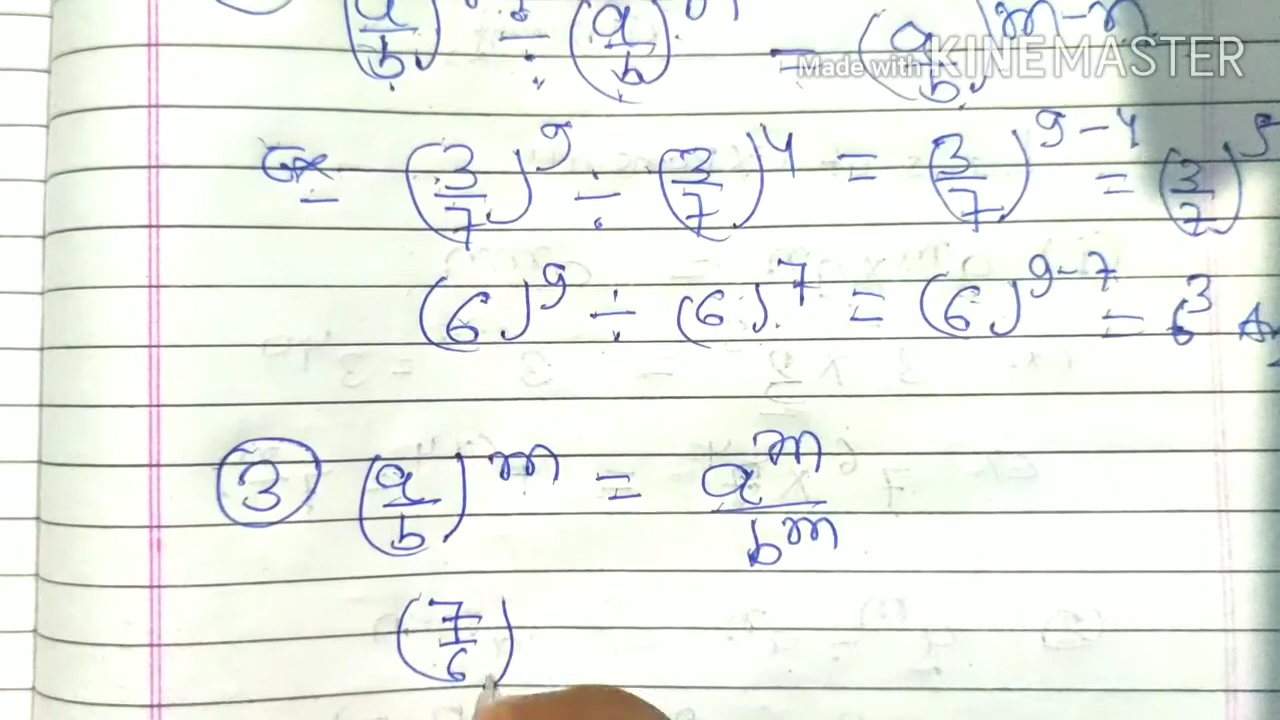 (a/b) ÷ (a/b) = (a/b)^m-n
Made with KINEMASTER
Ex (3/7)^9 ÷ (3/7)^4 = (3/7)^9-4 = (3/7)^5
(6)^9 ÷ (6)^7 = (6)^9-7 = 6^3
③ (a/b)^m = a^m/b^m
(7/6)